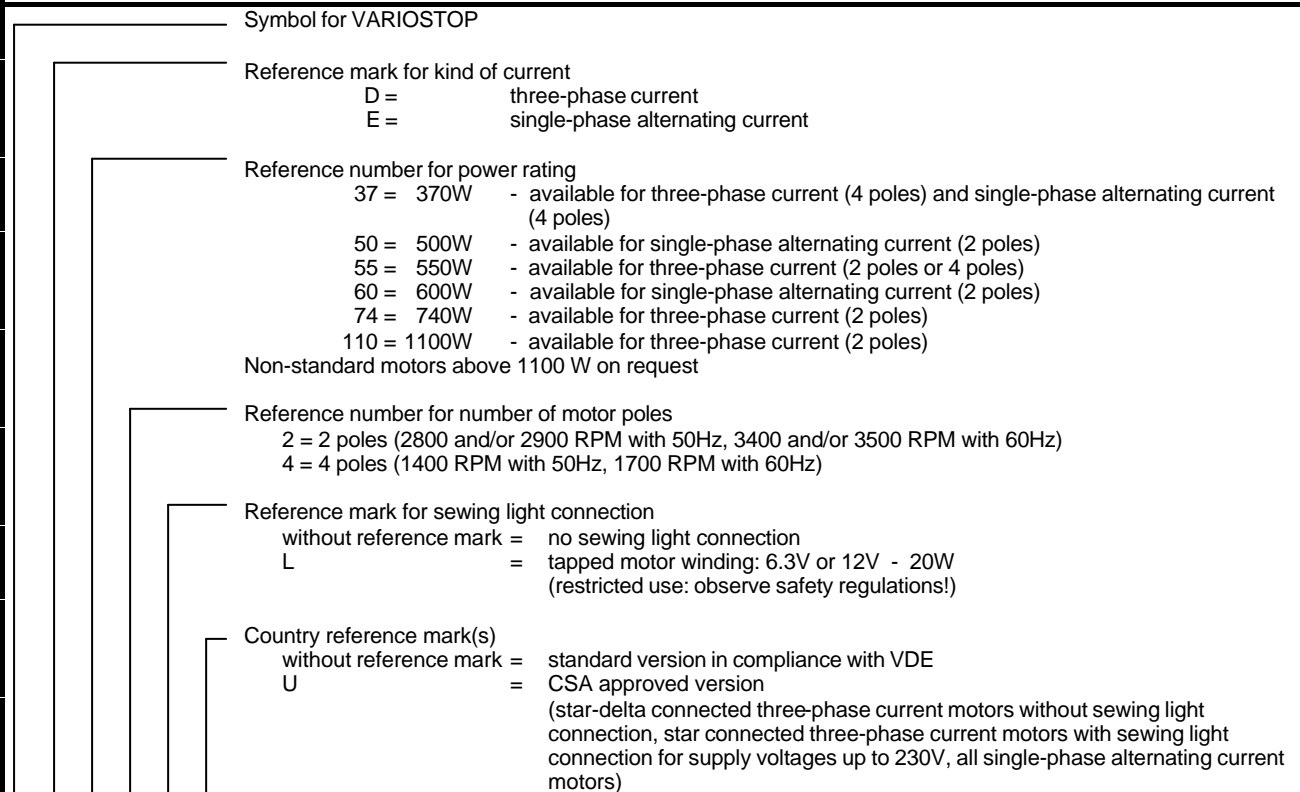 Symbol for VARIOSTOP
Reference mark for kind of current
D = three-phase current
E = single-phase alternating current
Reference number for power rating
37 = 370W - available for three-phase current (4 poles) and single-phase alternating current
(4 poles)
50 = 500W - available for single-phase alternating current (2 poles)
55 = 550W - available for three-phase current (2 poles or 4 poles)
60 = 600W - available for single-phase alternating current (2 poles)
74 = 740W - available for three-phase current (2 poles)
110 = 1100W - available for three-phase current (2 poles)
Non-standard motors above 1100 W on request
Reference number for number of motor poles
2 = 2 poles (2800 and/or 2900 RPM with 50Hz, 3400 and/or 3500 RPM with 60Hz)
4 = 4 poles (1400 RPM with 50Hz, 1700 RPM with 60Hz)
Reference mark for sewing light connection
without reference mark = no sewing light connection
L = tapped motor winding: 6.3V or 12V - 20W
(restricted use: observe safety regulations!)
Country reference mark(s)
without reference mark = standard version in compliance with VDE
U = CSA approved version
(star-delta connected three-phase current motors without sewing light
connection, star connected three-phase current motors with sewing light
connection for supply voltages up to 230V, all single-phase alternating current
motors)